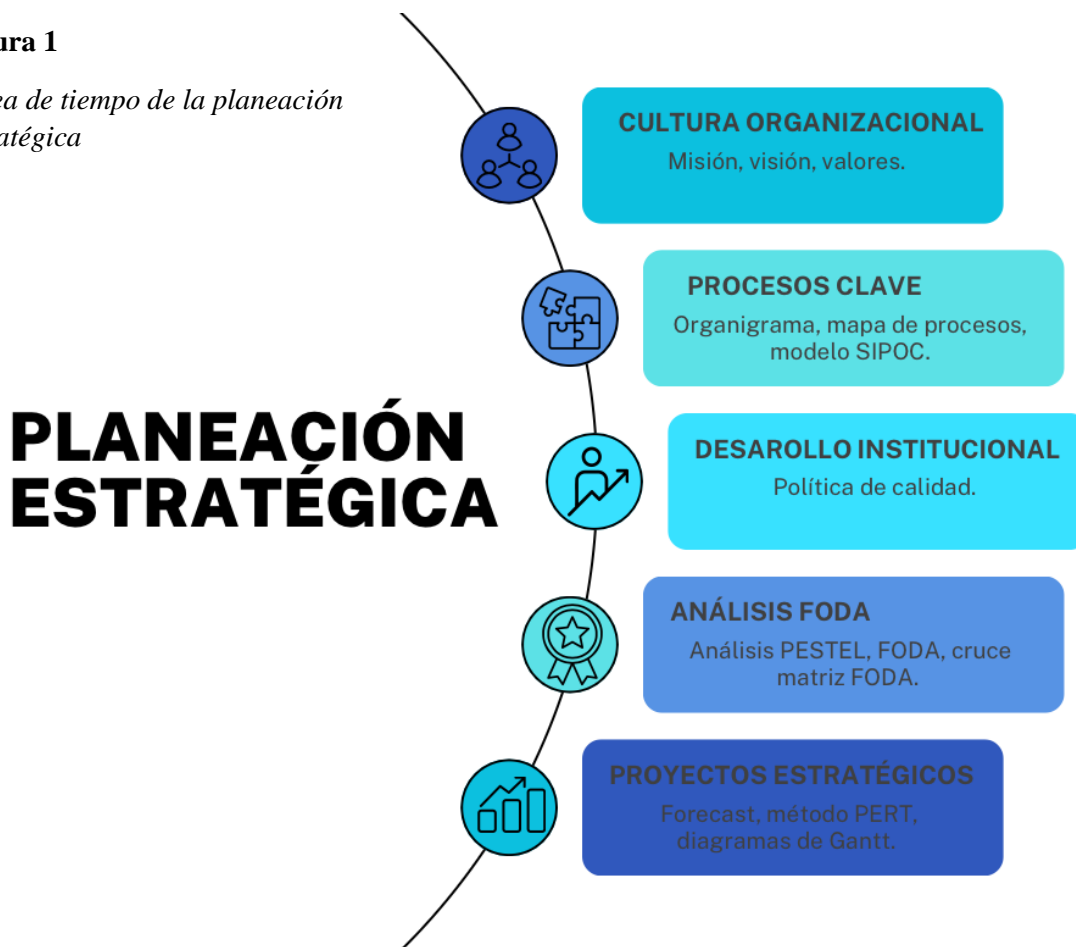 ura 1
ea de tiempo de la planeación
atégica
CULTURA ORGANIZACIONAL
Misión, visión, valores.
PROCESOS CLAVE
Organigrama, mapa de procesos,
modelo SIPOC.
PLANEACIÓN
ESTRATÉGICA
DESAROLLO INSTITUCIONAL
Política de calidad.
ANÁLISIS FODA
Análisis PESTEL, FODA, cruce
matriz FODA.
PROYECTOS ESTRATÉGICOS
Forecast, método PERT,
diagramas de Gantt.